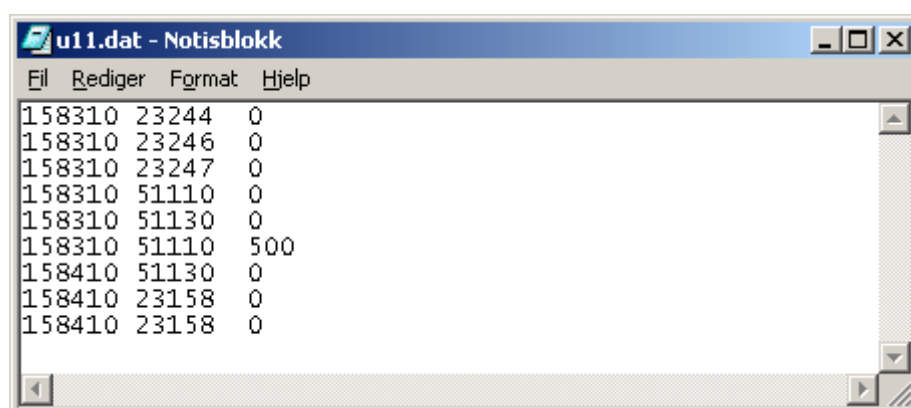 u11.dat - Notisblokk
Fil Rediger Format Hjelp
158310 23244 0
158310 23246 0
158310 23247 0
158310 51110 0
158310 51130 0
158310 51110 500
158410 51130 0
158410 23158 0
158410 23158 0